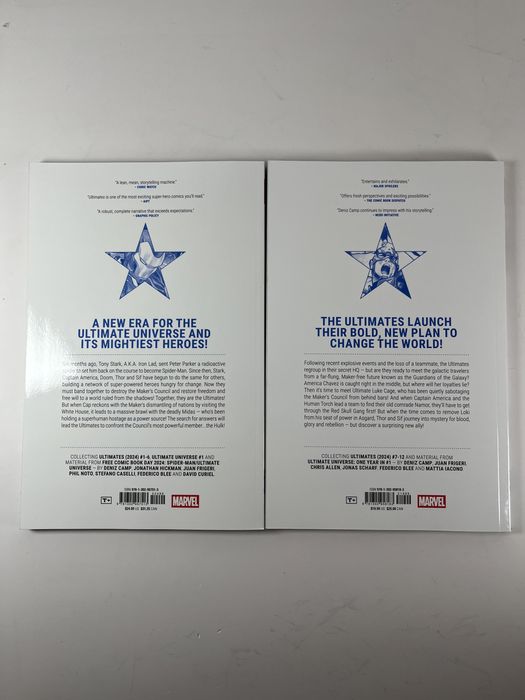 "A lean, mean, storytelling machine."
– COMIC WATCH
"Ultimates is one of the most exciting super hero comics you'll read."
– AIPT
"A robust, complete narrative that exceeds expectations."
– GRAPHIC POLICY
A NEW ERA FOR THE
ULTIMATE UNIVERSE AND
ITS MIGHTIEST HEROES!
months ago, Tony Stark, A.K.A. Iron Lad, sent Peter Parker a radioactive
to set him back on the course to become Spider-Man. Since then, Stark,
Captain America, Doom, Thor and Sif have begun to do the same for others,
building a network of super-powered heroes hungry for change. Now they
must band together to destroy the Maker's Council and restore freedom and
free will to a world ruled from the shadows! Together, they are the Ultimates!
But when Cap reckons with the Maker's dismantling of nations by visiting the
White House, it leads to a massive brawl with the deadly Midas – who's been
holding a superhuman hostage as a power source! The search for answers will
lead the Ultimates to confront the Council's most powerful member... the Hulk!
COLLECTING ULTIMATES (2024) #1-6, ULTIMATE UNIVERSE #1 AND
MATERIAL FROM FREE COMIC BOOK DAY 2024: SPIDER-MAN/ULTIMATE
UNIVERSE – BY DENIZ CAMP, JONATHAN HICKMAN, JUAN FRIGERI,
PHIL NOTO, STEFANO CASELLI, FEDERICO BLEE AND DAVID CURIEL.
T+
MARVEL
"Entertains and exhilarates."
– MAJOR SPOILERS
"Offers fresh perspectives and exciting possibilities."
– THE COMIC BOOK DISPATCH
"Deniz Camp continues to impress with his storytelling."
– NERD INITIATIVE
THE ULTIMATES LAUNCH
THEIR BOLD, NEW PLAN TO
CHANGE THE WORLD!
Following recent explosive events and the loss of a teammate, the Ultimates
regroup in their secret HQ – but are they ready to meet the galactic travelers
from a far-flung, Maker-free future known as the Guardians of the Galaxy?
America Chavez is caught right in the middle, but where will her loyalties lie?
Then it's time to meet Ultimate Luke Cage, who has been quietly sabotaging
the Maker's Council from behind bars! And when Captain America and the
Human Torch lead a team to find their old comrade Namor, they'll have to get
through the Red Skull Gang first! But when the time comes to remove Loki
from his seat of power in Asgard, Thor and Sif journey into mystery for blood,
glory and rebellion – but discover a surprising new ally!
COLLECTING ULTIMATES (2024) #7-12 AND MATERIAL FROM
ULTIMATE UNIVERSE: ONE YEAR IN #1 – BY DENIZ CAMP, JUAN FRIGERI,
CHRIS ALLEN, JONAS SCHARF, FEDERICO BLEE AND MATTIA IACONO
T+
MARVEL